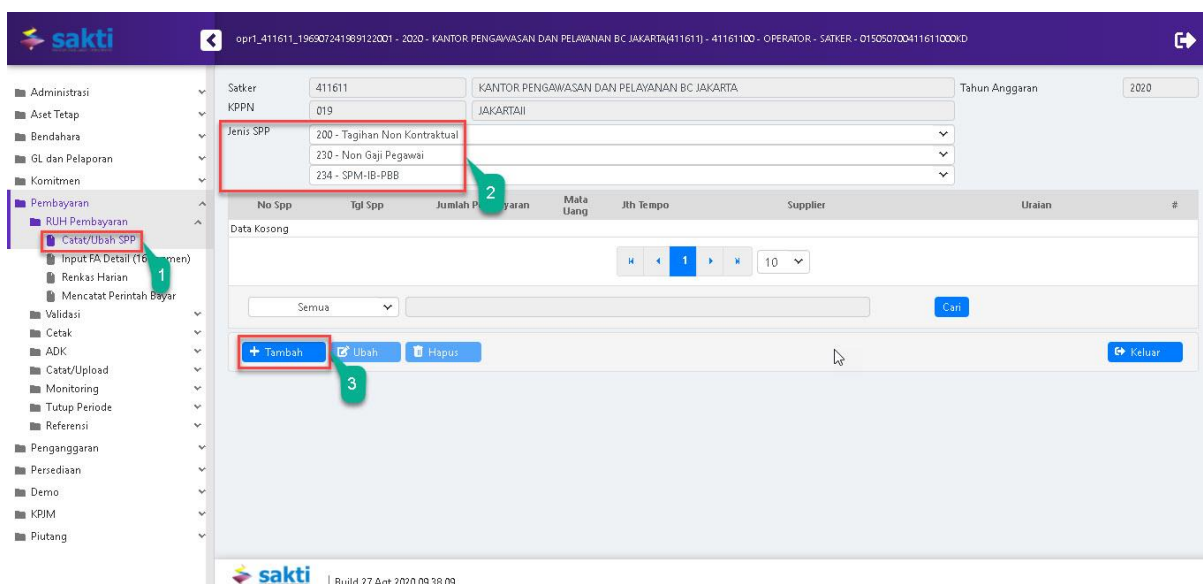 sakti
opr1_411611_196907241989122001 - 2020 - KANTOR PENGAWASAN DAN PELAYANAN BC JAKARTA(411611) - 41161100 - OPERATOR - SATKER - 015050700411611000KD
Administrasi
Aset Tetap
Bendahara
GL dan Pelaporan
Komitmen
Pembayaran
RUH Pembayaran
Catat/Ubah SPP
1
Input FA Detail (16 men)
Renkas Harian
Mencatat Perintah Bayar
Validasi
Cetak
ADK
Catat/Upload
Monitoring
Tutup Periode
Referensi
Penganggaran
Persediaan
Demo
KPJM
Piutang
Satker 411611 KANTOR PENGAWASAN DAN PELAYANAN BC JAKARTA Tahun Anggaran 2020
KPPN 019 JAKARTAII
Jenis SPP 200 - Tagihan Non Kontraktual
230 - Non Gaji Pegawai
234 - SPM-IB-PBB
2
No Spp Tgl Spp Jumlah P yaran Mata Uang Jth Tempo Supplier Uraian #
Data Kosong
1 10
Semua Cari
+ Tambah Ubah Hapus Keluar
3
sakti | Build 27 Agt 2020 09.38.09